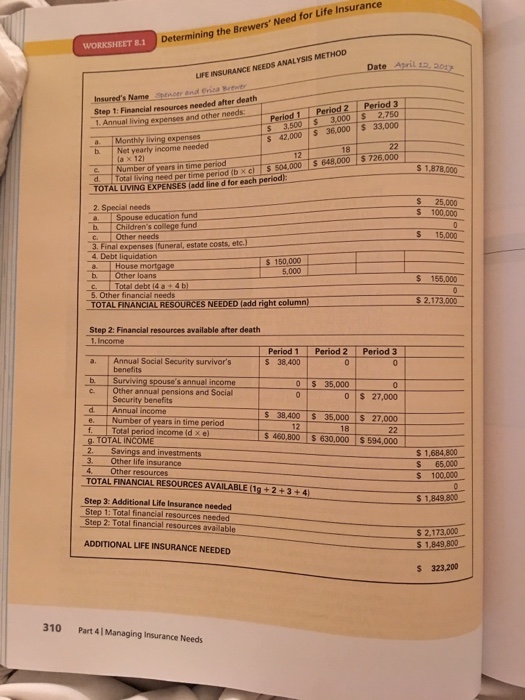 WORKSHEET 8.1 Determining the Brewers' Need for Life Insurance
LIFE INSURANCE NEEDS ANALYSIS METHOD
Date April 12, 2017
Insured's Name Spenser and Erica Brewer
Step 1: Financial resources needed after death
1. Annual living expenses and other needs:
Period 1 Period 2 Period 3
a. Monthly living expenses $ 3,500 $ 3,000 $ 2,750
b. Net yearly income needed $ 42,000 $ 36,000 $ 33,000
(a × 12)
c. Number of years in time period 12 18 22
d. Total living need per time period (b × c) $ 504,000 $ 648,000 $ 726,000
TOTAL LIVING EXPENSES (add line d for each period): $ 1,878,000
2. Special needs
a. Spouse education fund $ 25,000
b. Children's college fund $ 100,000
c. Other needs 0
3. Final expenses (funeral, estate costs, etc.) $ 15,000
4. Debt liquidation
a. House mortgage $ 150,000
b. Other loans 5,000
c. Total debt (4a + 4b) $ 155,000
5. Other financial needs 0
TOTAL FINANCIAL RESOURCES NEEDED (add right column) $ 2,173,000
Step 2: Financial resources available after death
1. Income
Period 1 Period 2 Period 3
a. Annual Social Security survivor's $ 38,400 0 0
benefits
b. Surviving spouse's annual income 0 $ 35,000 0
c. Other annual pensions and Social 0 0 $ 27,000
Security benefits
d. Annual income $ 38,400 $ 35,000 $ 27,000
e. Number of years in time period 12 18 22
f. Total period income (d × e) $ 460,800 $ 630,000 $ 594,000
g. TOTAL INCOME $ 1,684,800
2. Savings and investments $ 65,000
3. Other life insurance $ 100,000
4. Other resources 0
TOTAL FINANCIAL RESOURCES AVAILABLE (1g + 2 + 3 + 4) $ 1,849,800
Step 3: Additional Life Insurance needed
Step 1: Total financial resources needed $ 2,173,000
Step 2: Total financial resources available $ 1,849,800
ADDITIONAL LIFE INSURANCE NEEDED $ 323,200
310 Part 4 | Managing Insurance Needs